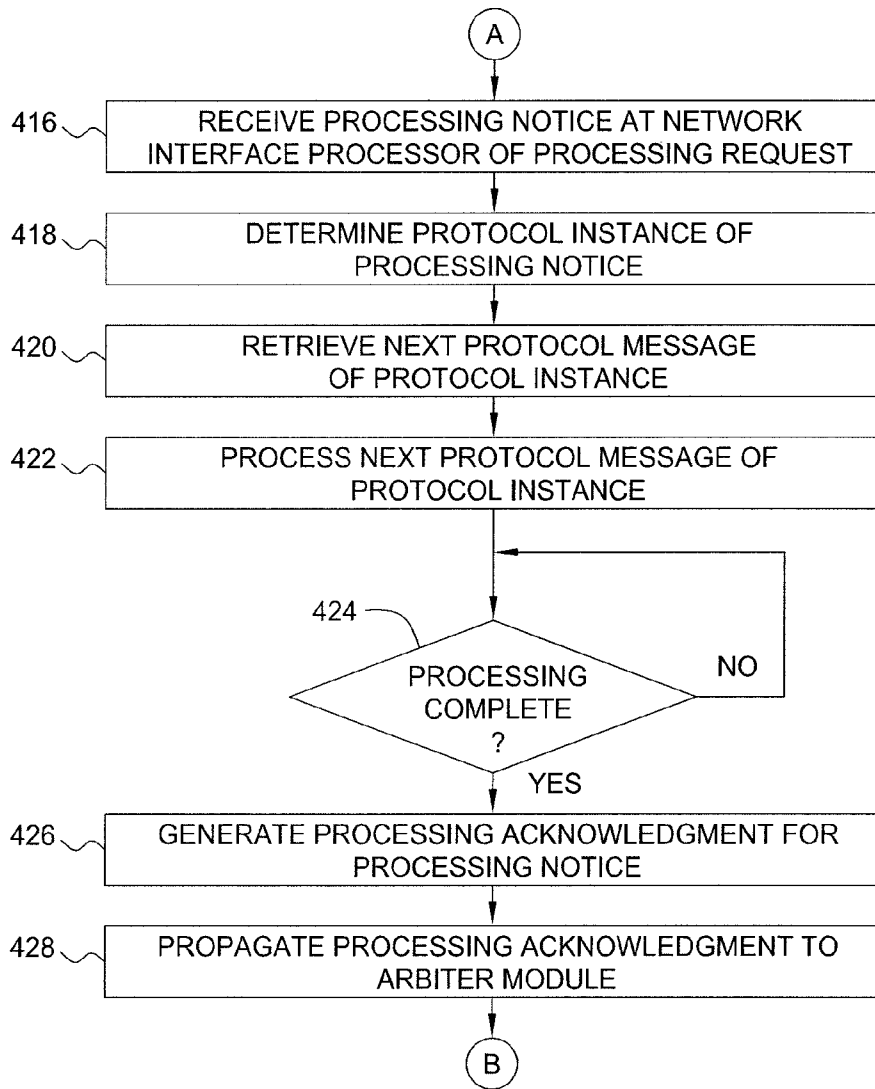 A
416
RECEIVE PROCESSING NOTICE AT NETWORK
INTERFACE PROCESSOR OF PROCESSING REQUEST
418
DETERMINE PROTOCOL INSTANCE OF
PROCESSING NOTICE
420
RETRIEVE NEXT PROTOCOL MESSAGE
OF PROTOCOL INSTANCE
422
PROCESS NEXT PROTOCOL MESSAGE OF
PROTOCOL INSTANCE
424
PROCESSING
COMPLETE
?
NO
YES
426
GENERATE PROCESSING ACKNOWLEDGMENT FOR
PROCESSING NOTICE
428
PROPAGATE PROCESSING ACKNOWLEDGMENT TO
ARBITER MODULE
B